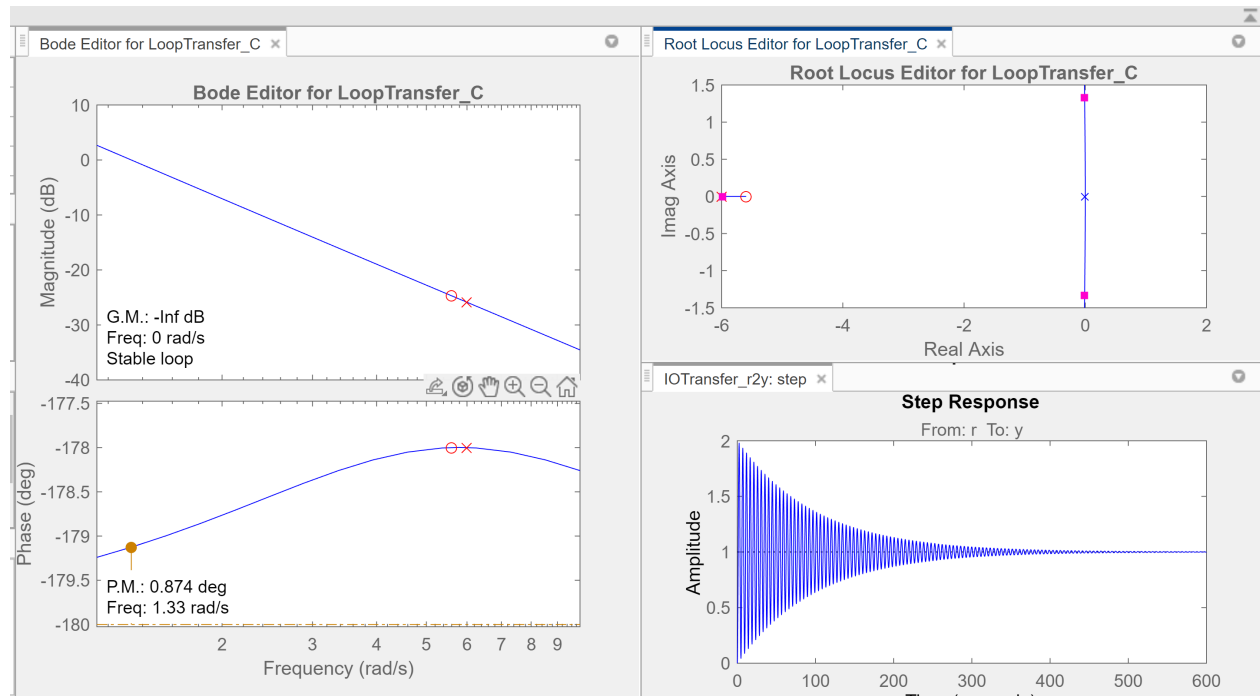 Bode Editor for LoopTransfer_C ×
Bode Editor for LoopTransfer_C
10
0
-10
-20
-30
-40
Magnitude (dB)
G.M.: -Inf dB
Freq: 0 rad/s
Stable loop
-177.5
-178
-178.5
-179
-179.5
-180
Phase (deg)
P.M.: 0.874 deg
Freq: 1.33 rad/s
2 3 4 5 6 7 8 9
Frequency (rad/s)
Root Locus Editor for LoopTransfer_C ×
Root Locus Editor for LoopTransfer_C
1.5
1
0.5
0
-0.5
-1
-1.5
Imag Axis
-6 -4 -2 0 2
Real Axis
IOTransfer_r2y: step ×
Step Response
From: r To: y
2
1.5
1
0.5
0
Amplitude
0 100 200 300 400 500 600